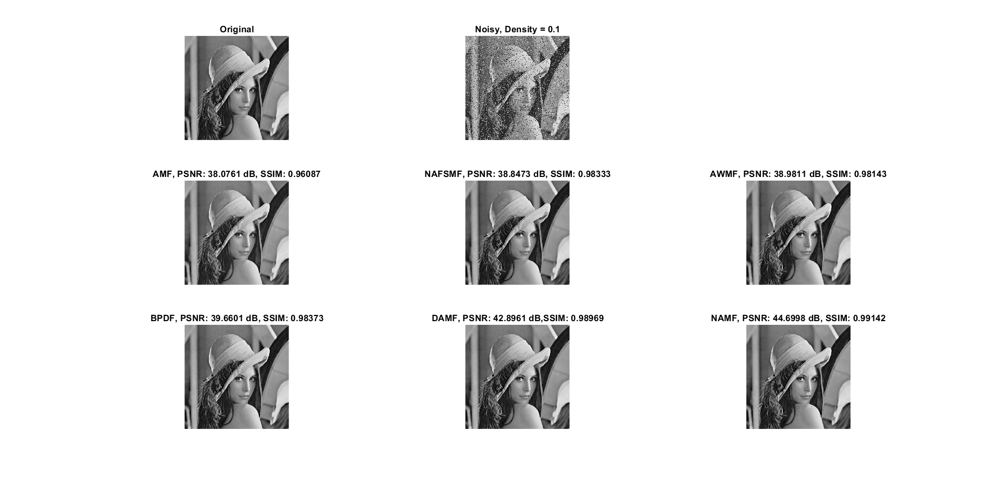 Original
Noisy, Density = 0.1
AMF, PSNR: 38.0761 dB, SSIM: 0.96087
NAFSMF, PSNR: 38.8473 dB, SSIM: 0.98333
AWMF, PSNR: 38.9811 dB, SSIM: 0.98143
BPDF, PSNR: 39.6601 dB, SSIM: 0.98373
DAMF, PSNR: 42.8961 dB,SSIM: 0.98969
NAMF, PSNR: 44.6998 dB, SSIM: 0.99142